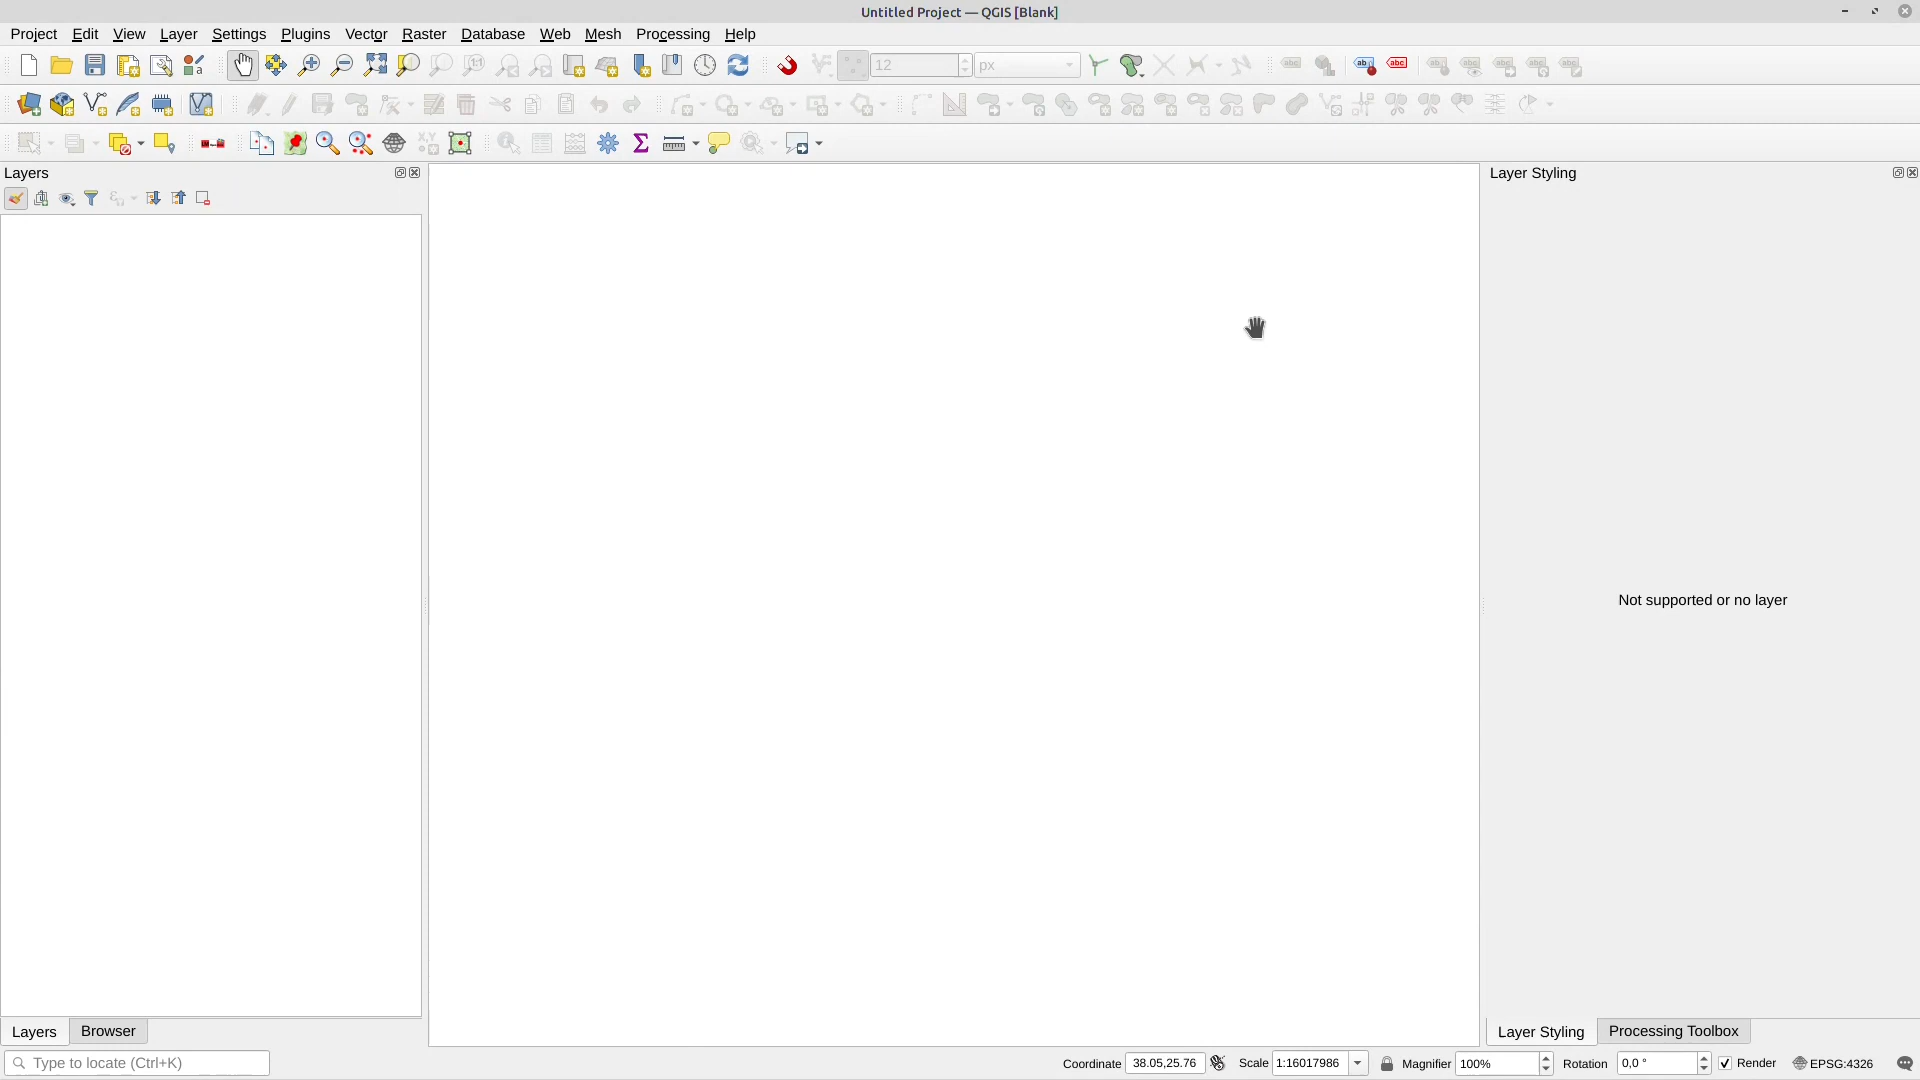 Untitled Project — QGIS [Blank]
Project Edit View Layer Settings Plugins Vector Raster Database Web Mesh Processing Help
12 px
Layers
Layer Styling
Not supported or no layer
Layers Browser
Layer Styling Processing Toolbox
Type to locate (Ctrl+K)
Coordinate 38.05,25.76 Scale 1:16017986 Magnifier 100% Rotation 0,0 ° Render EPSG:4326